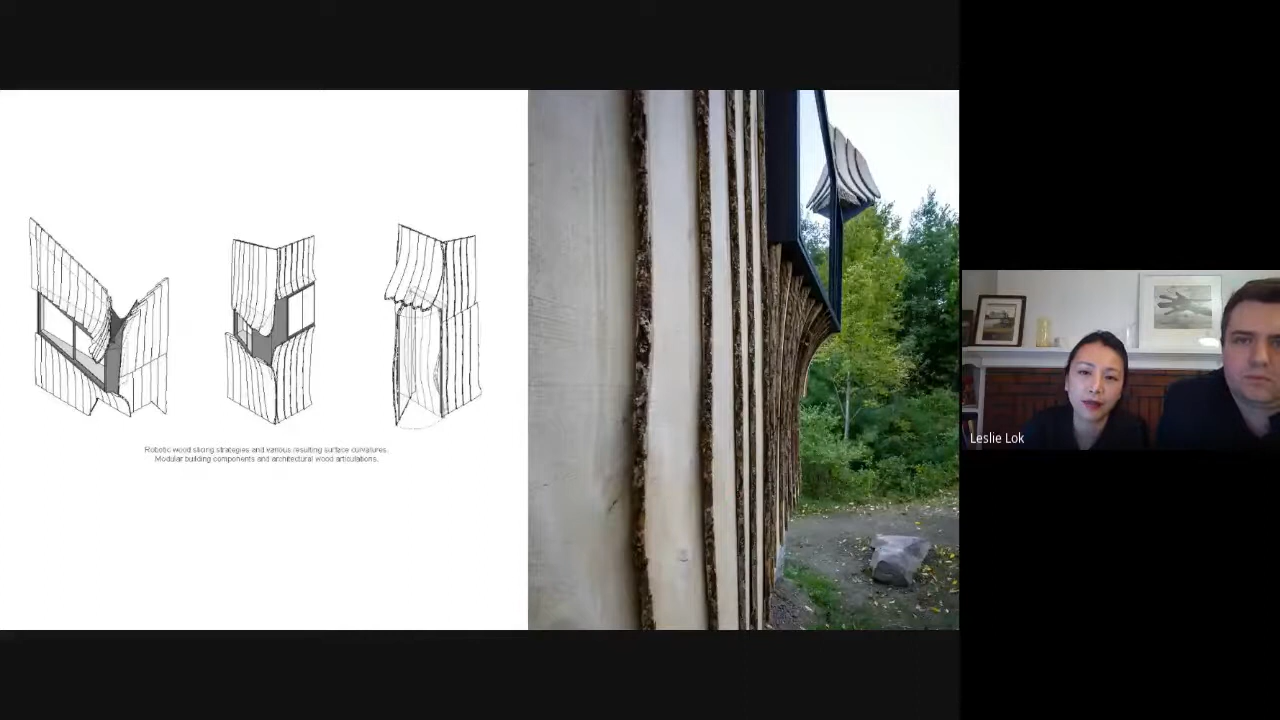 Robotic wood slicing strategies and various resulting surface curvatures.
Modular building components and architectural wood articulations.
Leslie Lok